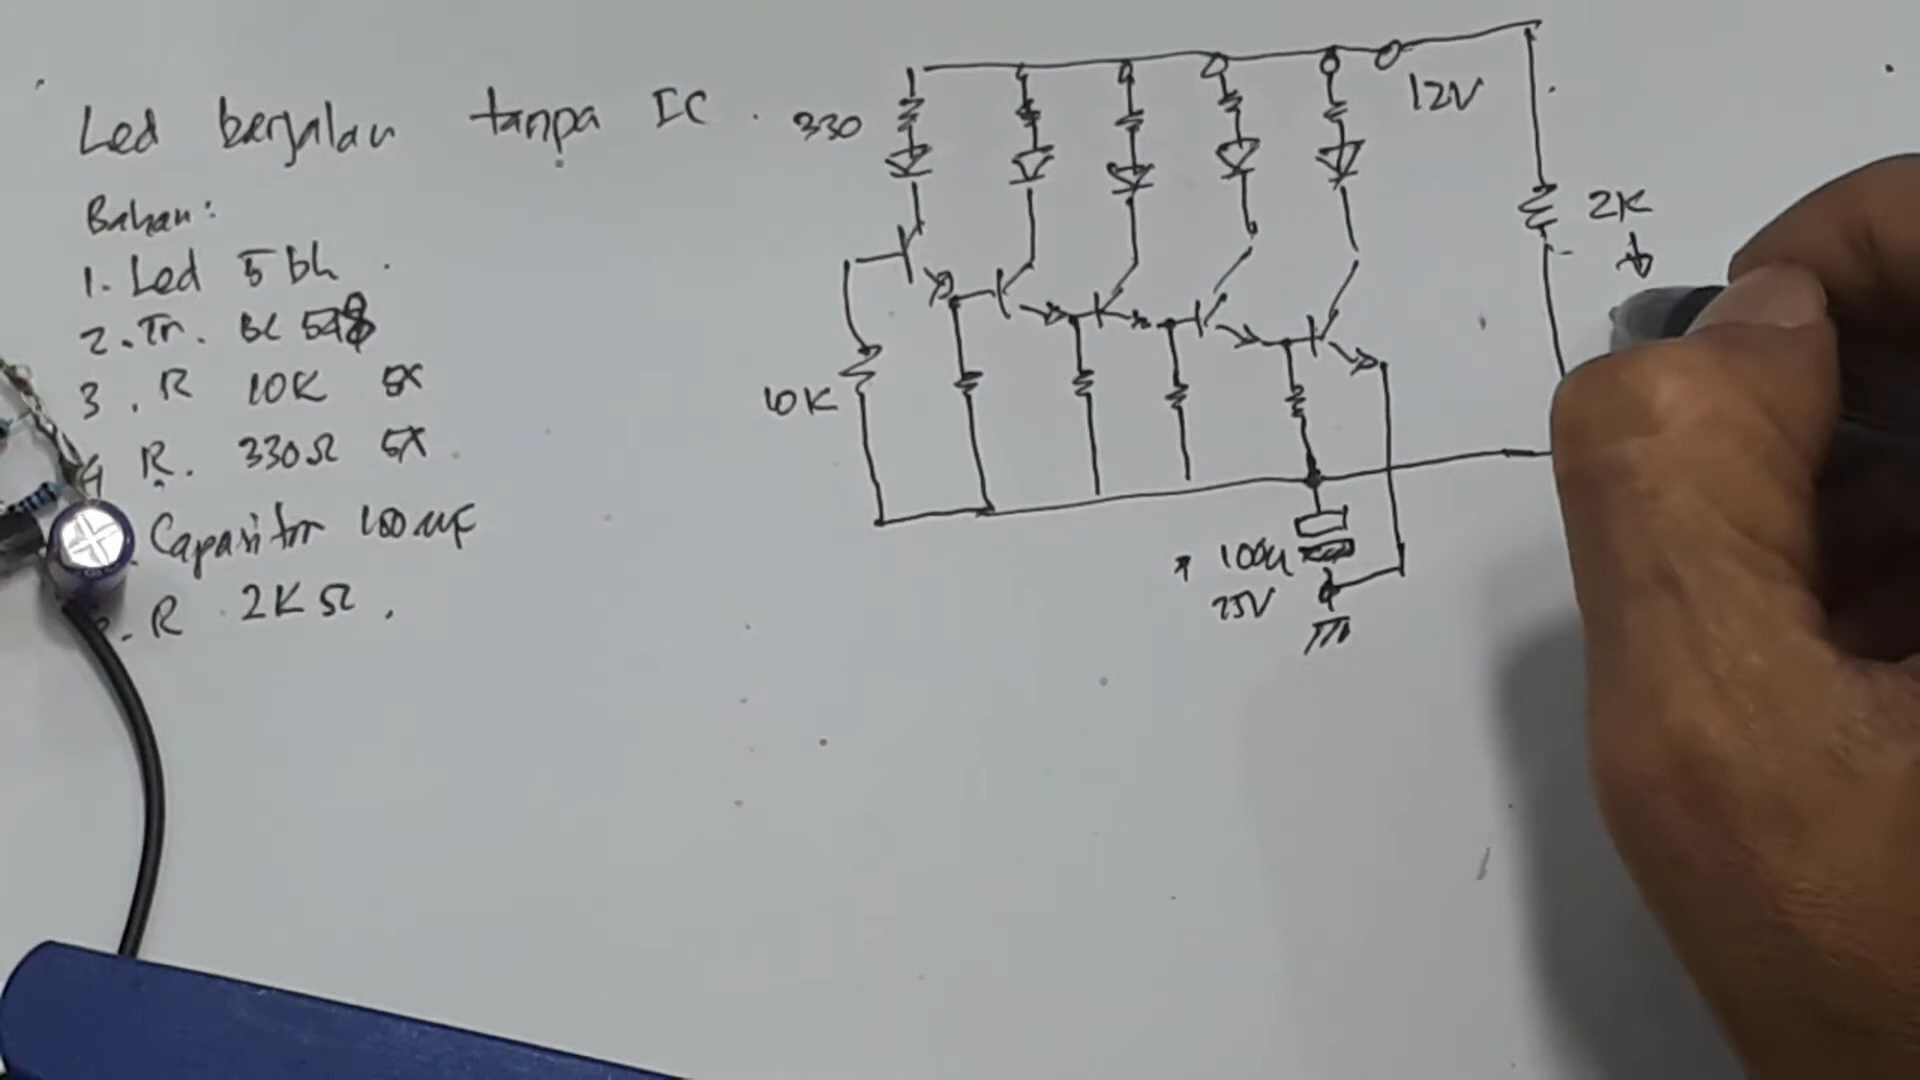 Led berjalan tanpa IC.
Bahan:
1. Led 5 bh.
2. Tr. BC 548
3. R 10K 5X
4 R. 330Ω 5X.
. Capasitor 100 uF
. R 2KΩ.
330
12V
2K
10K
* 100u
25V